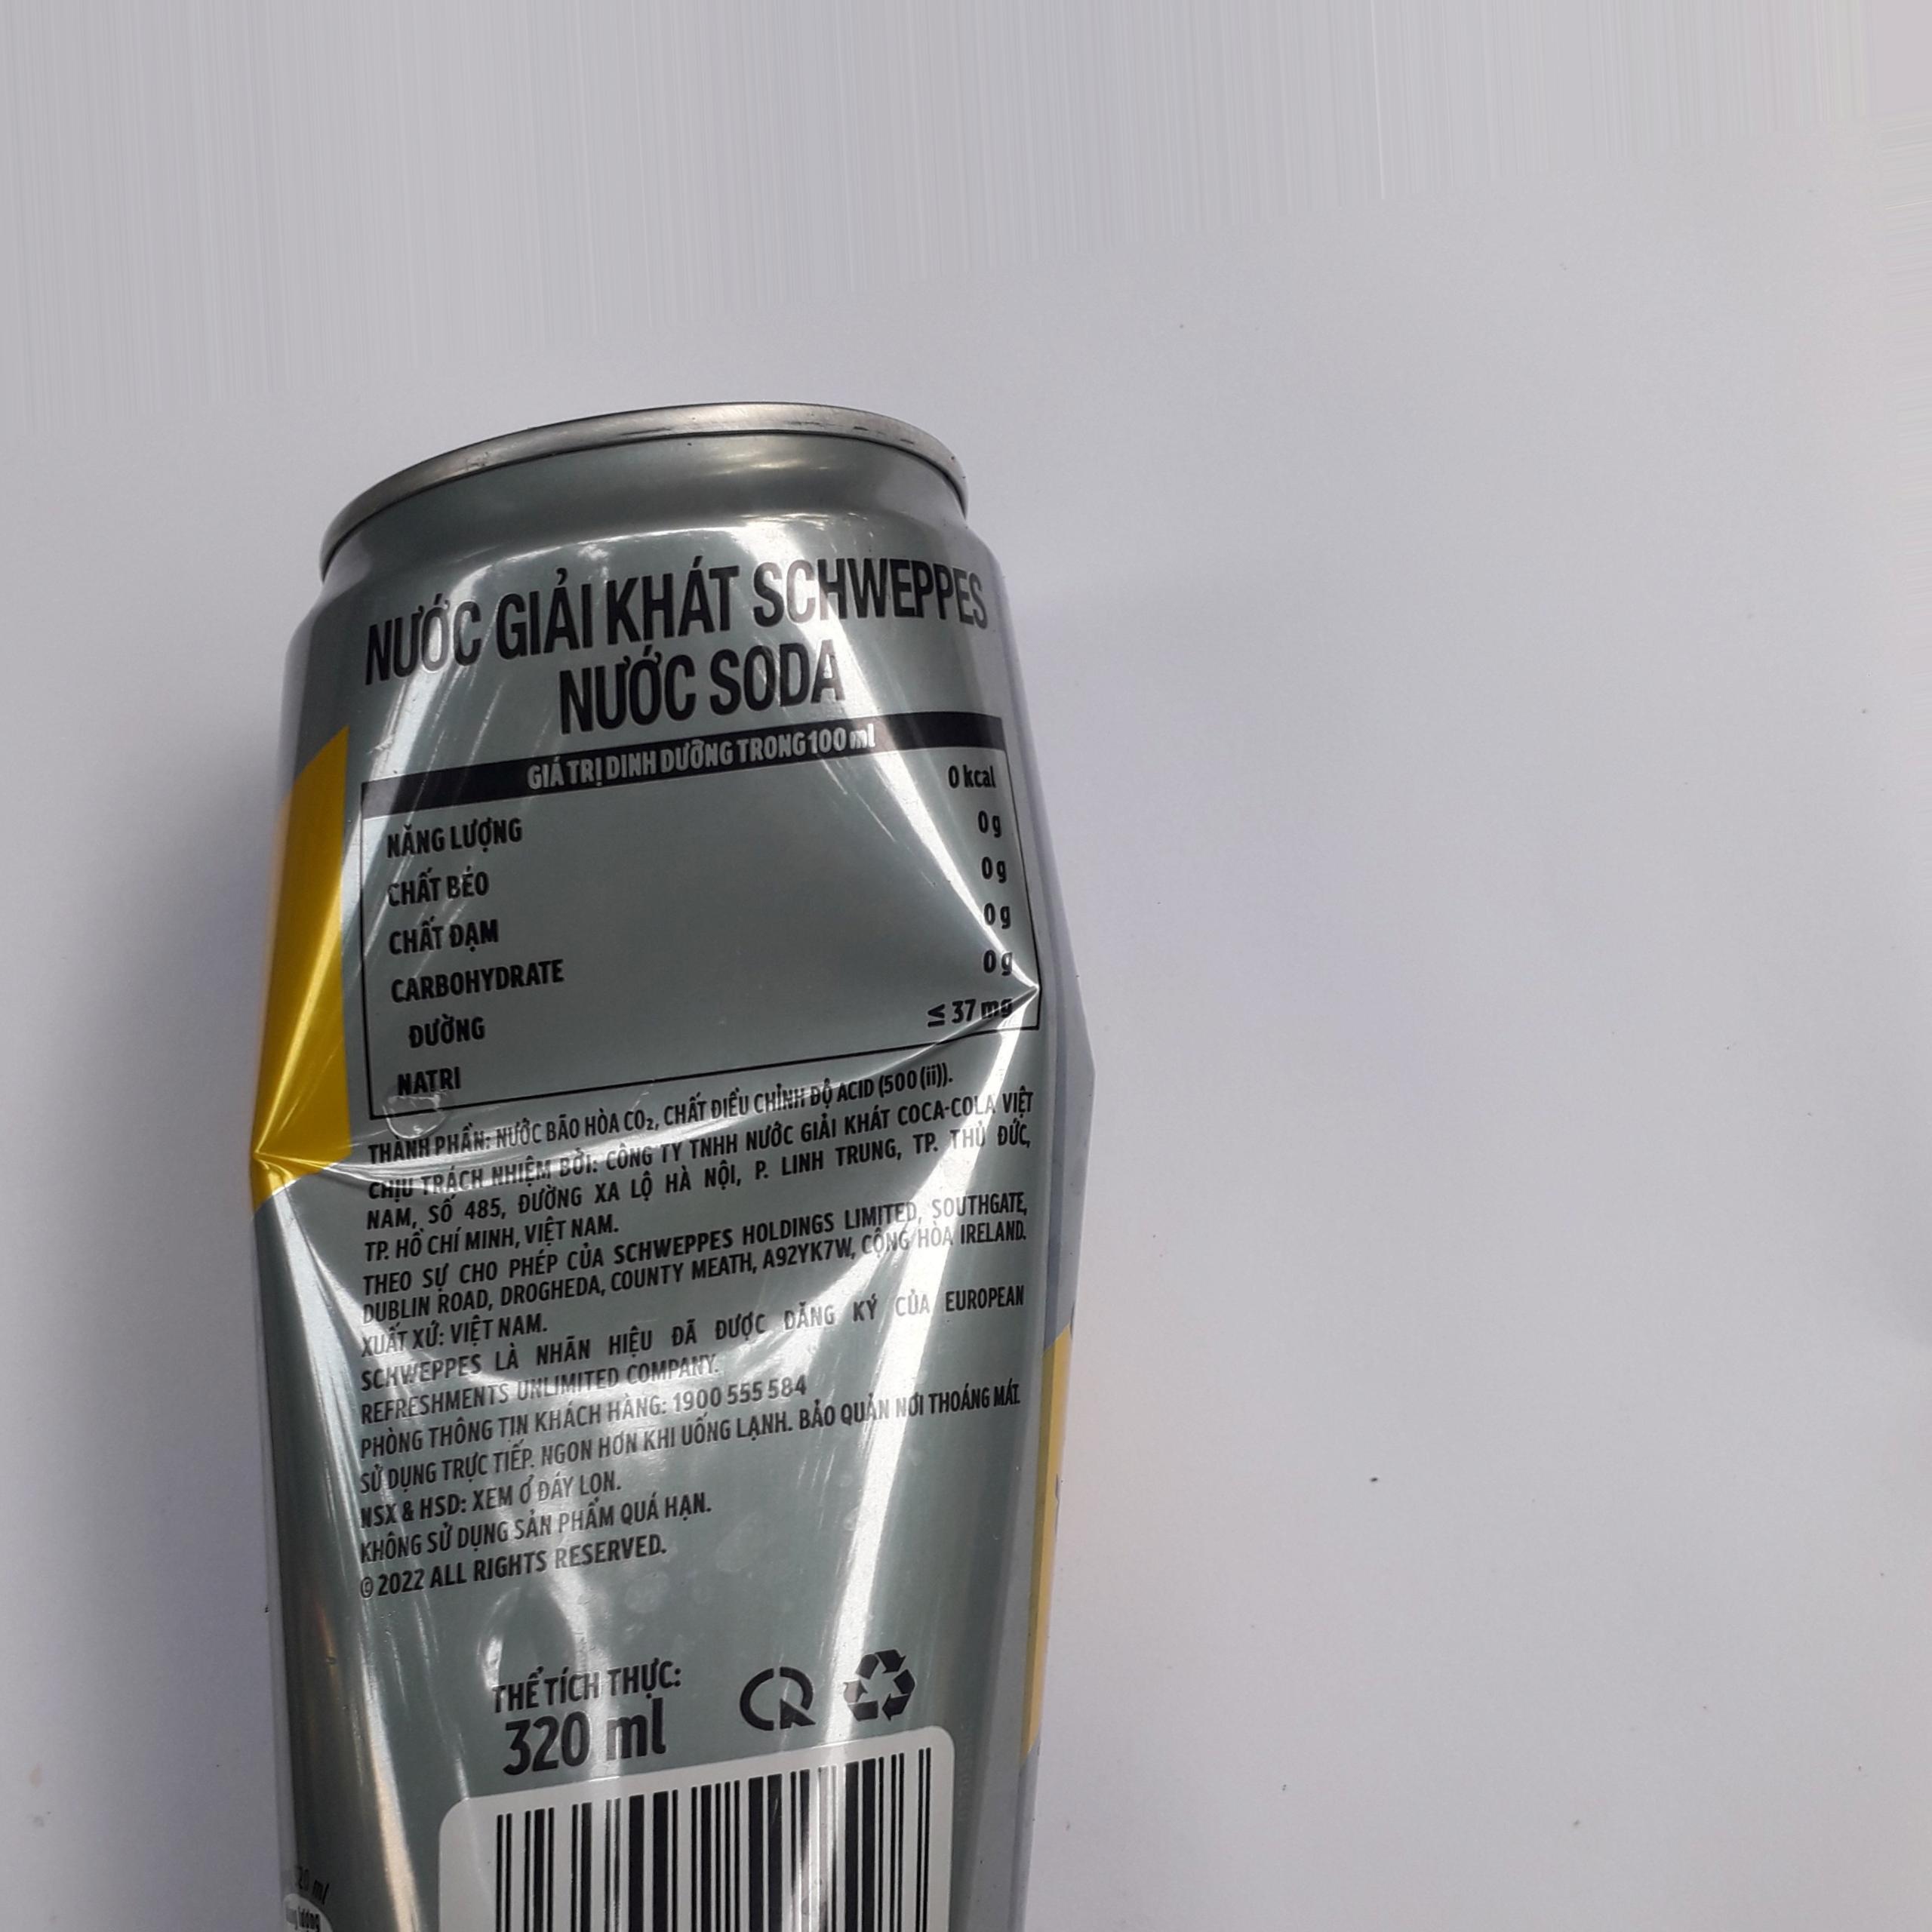 NƯỚC GIẢI KHÁT SCHWEPPES
NƯỚC SODA
GIÁ TRỊ DINH DƯỠNG TRONG 100 ml
NĂNG LƯỢNG 0 kcal
CHẤT BÉO 0 g
CHẤT ĐẠM 0 g
CARBOHYDRATE 0 g
ĐƯỜNG 0 g
NATRI ≤ 37 mg
THÀNH PHẦN: NƯỚC BÃO HÒA CO₂, CHẤT ĐIỀU CHỈNH ĐỘ ACID (500 (ii)).
CHỊU TRÁCH NHIỆM BỞI: CÔNG TY TNHH NƯỚC GIẢI KHÁT COCA-COLA VIỆT
NAM, SỐ 485, ĐƯỜNG XA LỘ HÀ NỘI, P. LINH TRUNG, TP. THỦ ĐỨC,
TP. HỒ CHÍ MINH, VIỆT NAM.
THEO SỰ CHO PHÉP CỦA SCHWEPPES HOLDINGS LIMITED, SOUTHGATE,
DUBLIN ROAD, DROGHEDA, COUNTY MEATH, A92YK7W, CỘNG HÒA IRELAND.
XUẤT XỨ: VIỆT NAM.
SCHWEPPES LÀ NHÃN HIỆU ĐÃ ĐƯỢC ĐĂNG KÝ CỦA EUROPEAN
REFRESHMENTS UNLIMITED COMPANY.
PHÒNG THÔNG TIN KHÁCH HÀNG: 1900 555 584
SỬ DỤNG TRỰC TIẾP. NGON HƠN KHI UỐNG LẠNH. BẢO QUẢN NƠI THOÁNG MÁT.
NSX & HSD: XEM Ở ĐÁY LON.
KHÔNG SỬ DỤNG SẢN PHẨM QUÁ HẠN.
© 2022 ALL RIGHTS RESERVED.
THỂ TÍCH THỰC:
320 ml
ml